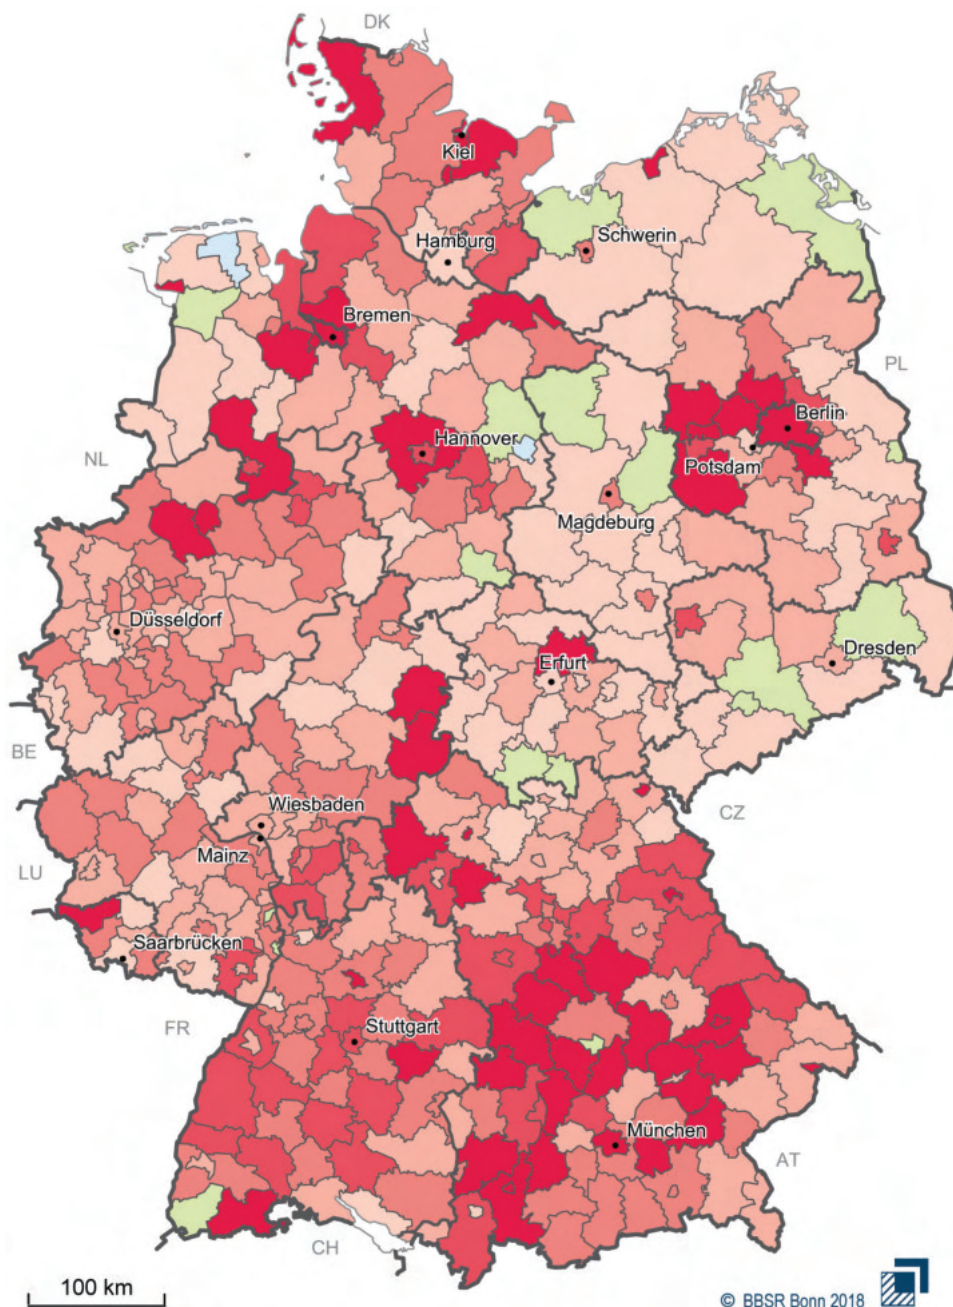 DK
Kiel
Hamburg
Schwerin
Bremen
PL
Berlin
Hannover
NL
Potsdam
Magdeburg
Düsseldorf
Dresden
Erfurt
BE
Wiesbaden
CZ
Mainz
LU
Saarbrücken
FR
Stuttgart
München
AT
CH
100 km
© BBSR Bonn 2018